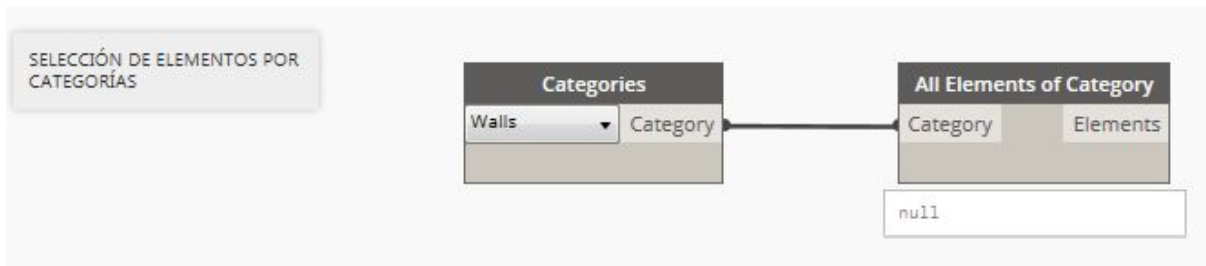 SELECCIÓN DE ELEMENTOS POR
CATEGORÍAS
Categories
Walls
Category
All Elements of Category
Category
Elements
null